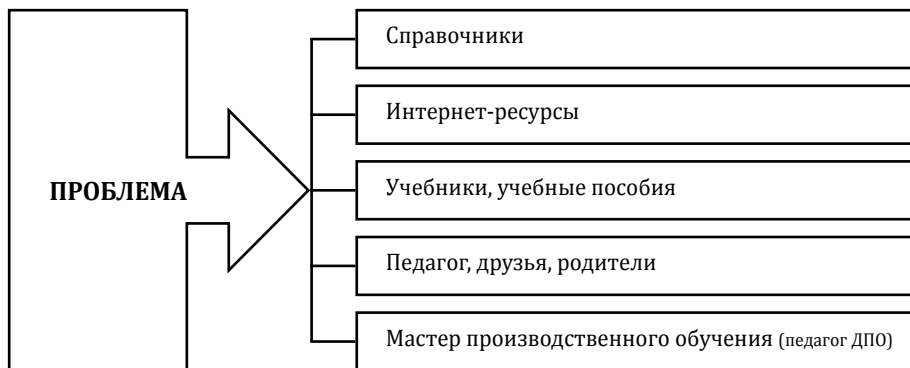 ПРОБЛЕМА
Справочники
Интернет-ресурсы
Учебники, учебные пособия
Педагог, друзья, родители
Мастер производственного обучения (педагог ДПО)